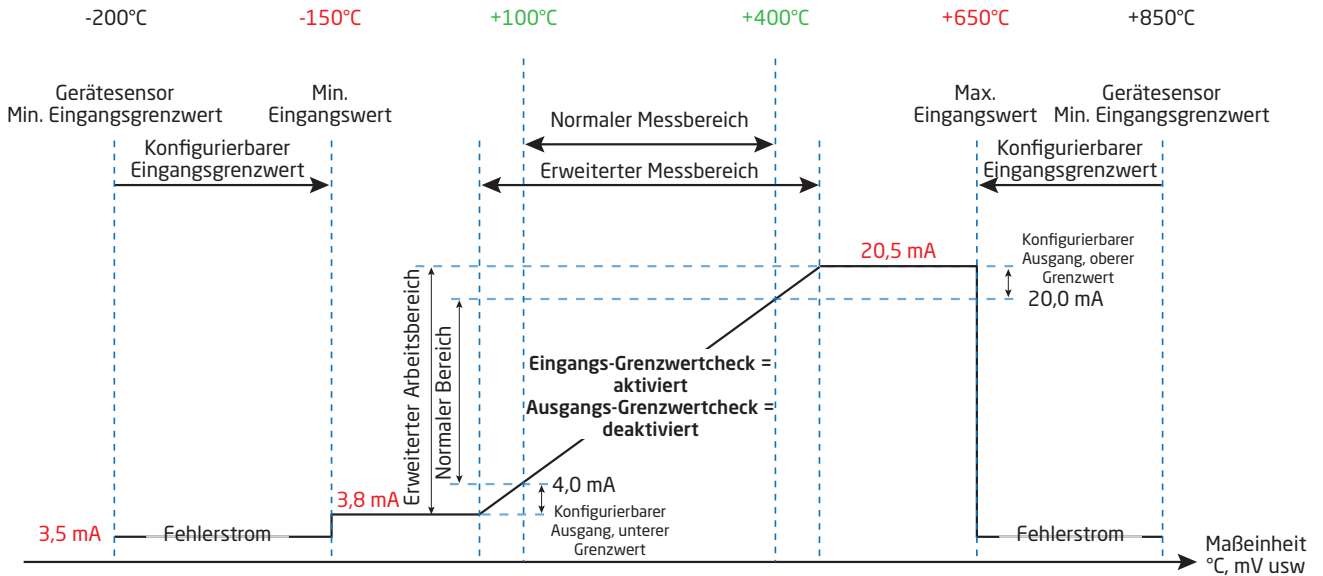 -200°C
-150°C
+100°C
+400°C
+650°C
+850°C
Gerätesensor
Min. Eingangsgrenzwert
Min.
Eingangswert
Normaler Messbereich
Max.
Eingangswert
Gerätesensor
Min. Eingangsgrenzwert
Konfigurierbarer
Eingangsgrenzwert
Erweiterter Messbereich
Konfigurierbarer
Eingangsgrenzwert
20,5 mA
Konfigurierbarer
Ausgang, oberer
Grenzwert
20,0 mA
Erweiterter Arbeitsbereich
Normaler Bereich
Eingangs-Grenzwertcheck =
aktiviert
Ausgangs-Grenzwertcheck =
deaktiviert
3,8 mA
4,0 mA
Konfigurierbarer
Ausgang, unterer
Grenzwert
3,5 mA
Fehlerstrom
Fehlerstrom
Maßeinheit
°C, mV usw